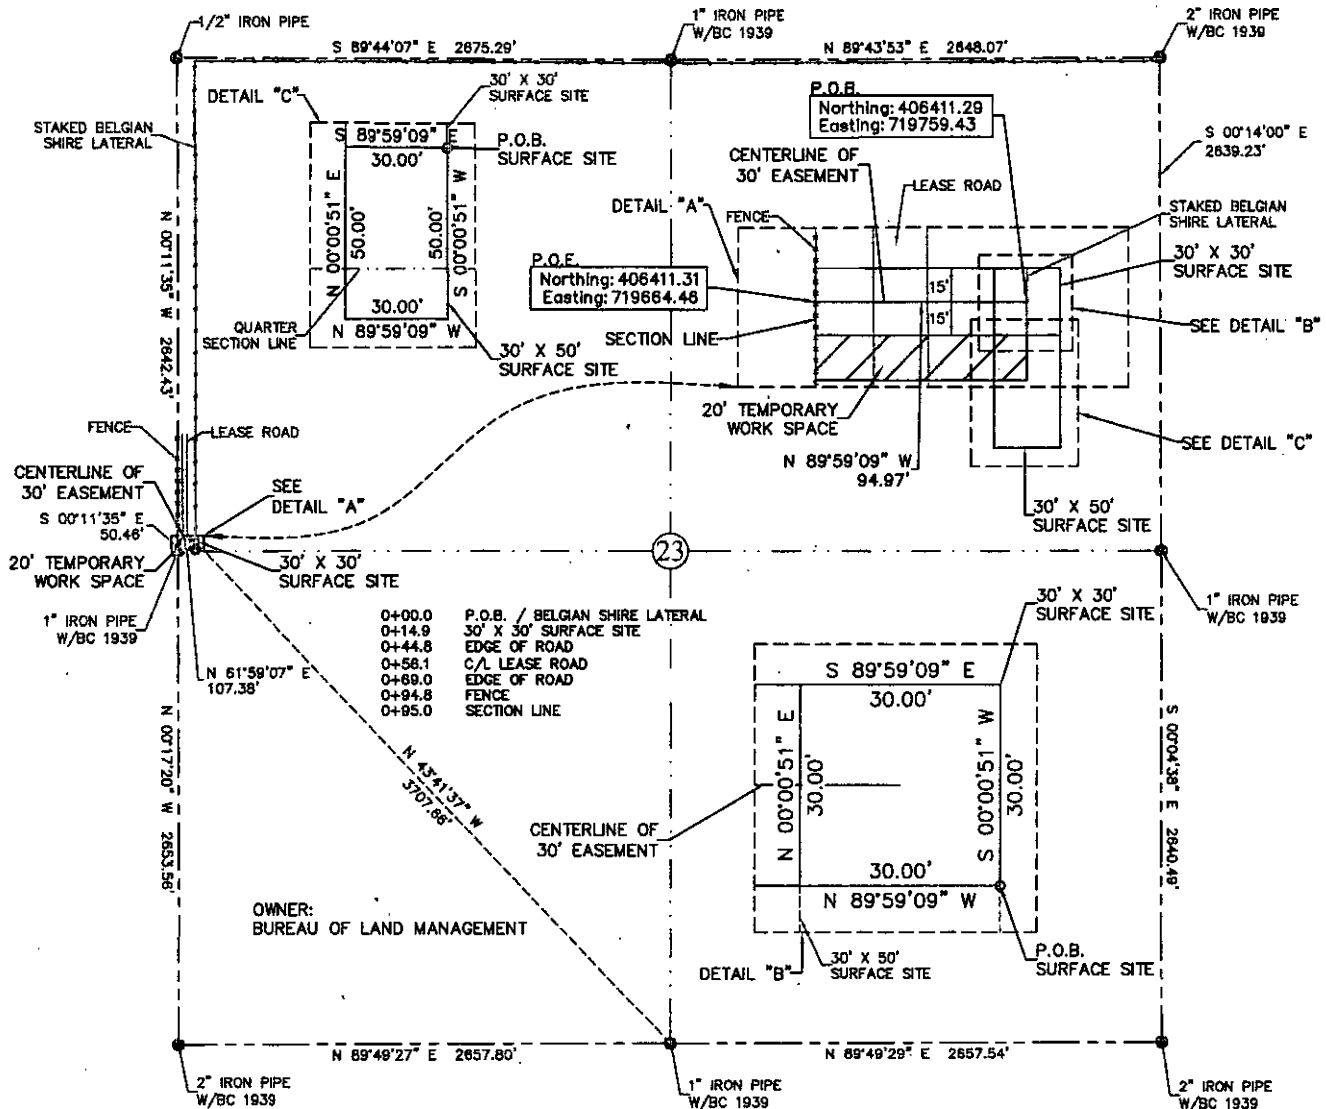 1/2" IRON PIPE
1" IRON PIPE
W/BC 1939
2" IRON PIPE
W/BC 1939
S 89°44'07" E 2675.29'
N 89°43'53" E 2648.07'
30' X 30'
SURFACE SITE
DETAIL "C"
S 89°59'09" E
30.00'
P.O.B.
SURFACE SITE
STAKED BELGIAN
SHIRE LATERAL
N 00°00'51" E
50.00'
50.00'
S 00°00'51" W
30.00'
N 89°59'09" W
QUARTER
SECTION LINE
30' X 50'
SURFACE SITE
P.O.B.
Northing: 406411.29
Easting: 719759.43
S 00°14'00" E
2639.23'
CENTERLINE OF
30' EASEMENT
LEASE ROAD
DETAIL "A"
FENCE
STAKED BELGIAN
SHIRE LATERAL
30' X 30'
SURFACE SITE
P.O.E.
Northing: 406411.31
Easting: 719664.46
15'
15'
SECTION LINE
SEE DETAIL "B"
20' TEMPORARY
WORK SPACE
SEE DETAIL "C"
N 89°59'09" W
94.97'
30' X 50'
SURFACE SITE
N 00°11'35" W 2642.43'
FENCE
LEASE ROAD
CENTERLINE OF
30' EASEMENT
SEE
DETAIL "A"
S 00°11'35" E
50.46'
20' TEMPORARY
WORK SPACE
30' X 30'
SURFACE SITE
23
1" IRON PIPE
W/BC 1939
1" IRON PIPE
W/BC 1939
N 61°59'07" E
107.38'
0+00.0 P.O.B. / BELGIAN SHIRE LATERAL
0+14.9 30' X 30' SURFACE SITE
0+44.8 EDGE OF ROAD
0+56.1 C/L LEASE ROAD
0+69.0 EDGE OF ROAD
0+94.8 FENCE
0+95.0 SECTION LINE
30' X 30'
SURFACE SITE
S 89°59'09" E
30.00'
N 00°00'51" E
30.00'
S 00°00'51" W
30.00'
CENTERLINE OF
30' EASEMENT
30.00'
N 89°59'09" W
DETAIL "B"
30' X 50'
SURFACE SITE
P.O.B.
SURFACE SITE
N 00°17'20" W 2653.56'
N 43°41'37" W
3707.66'
S 00°04'38" E 2640.49'
OWNER:
BUREAU OF LAND MANAGEMENT
N 89°49'27" E 2657.80'
N 89°49'29" E 2657.54'
2" IRON PIPE
W/BC 1939
1" IRON PIPE
W/BC 1939
2" IRON PIPE
W/BC 1939